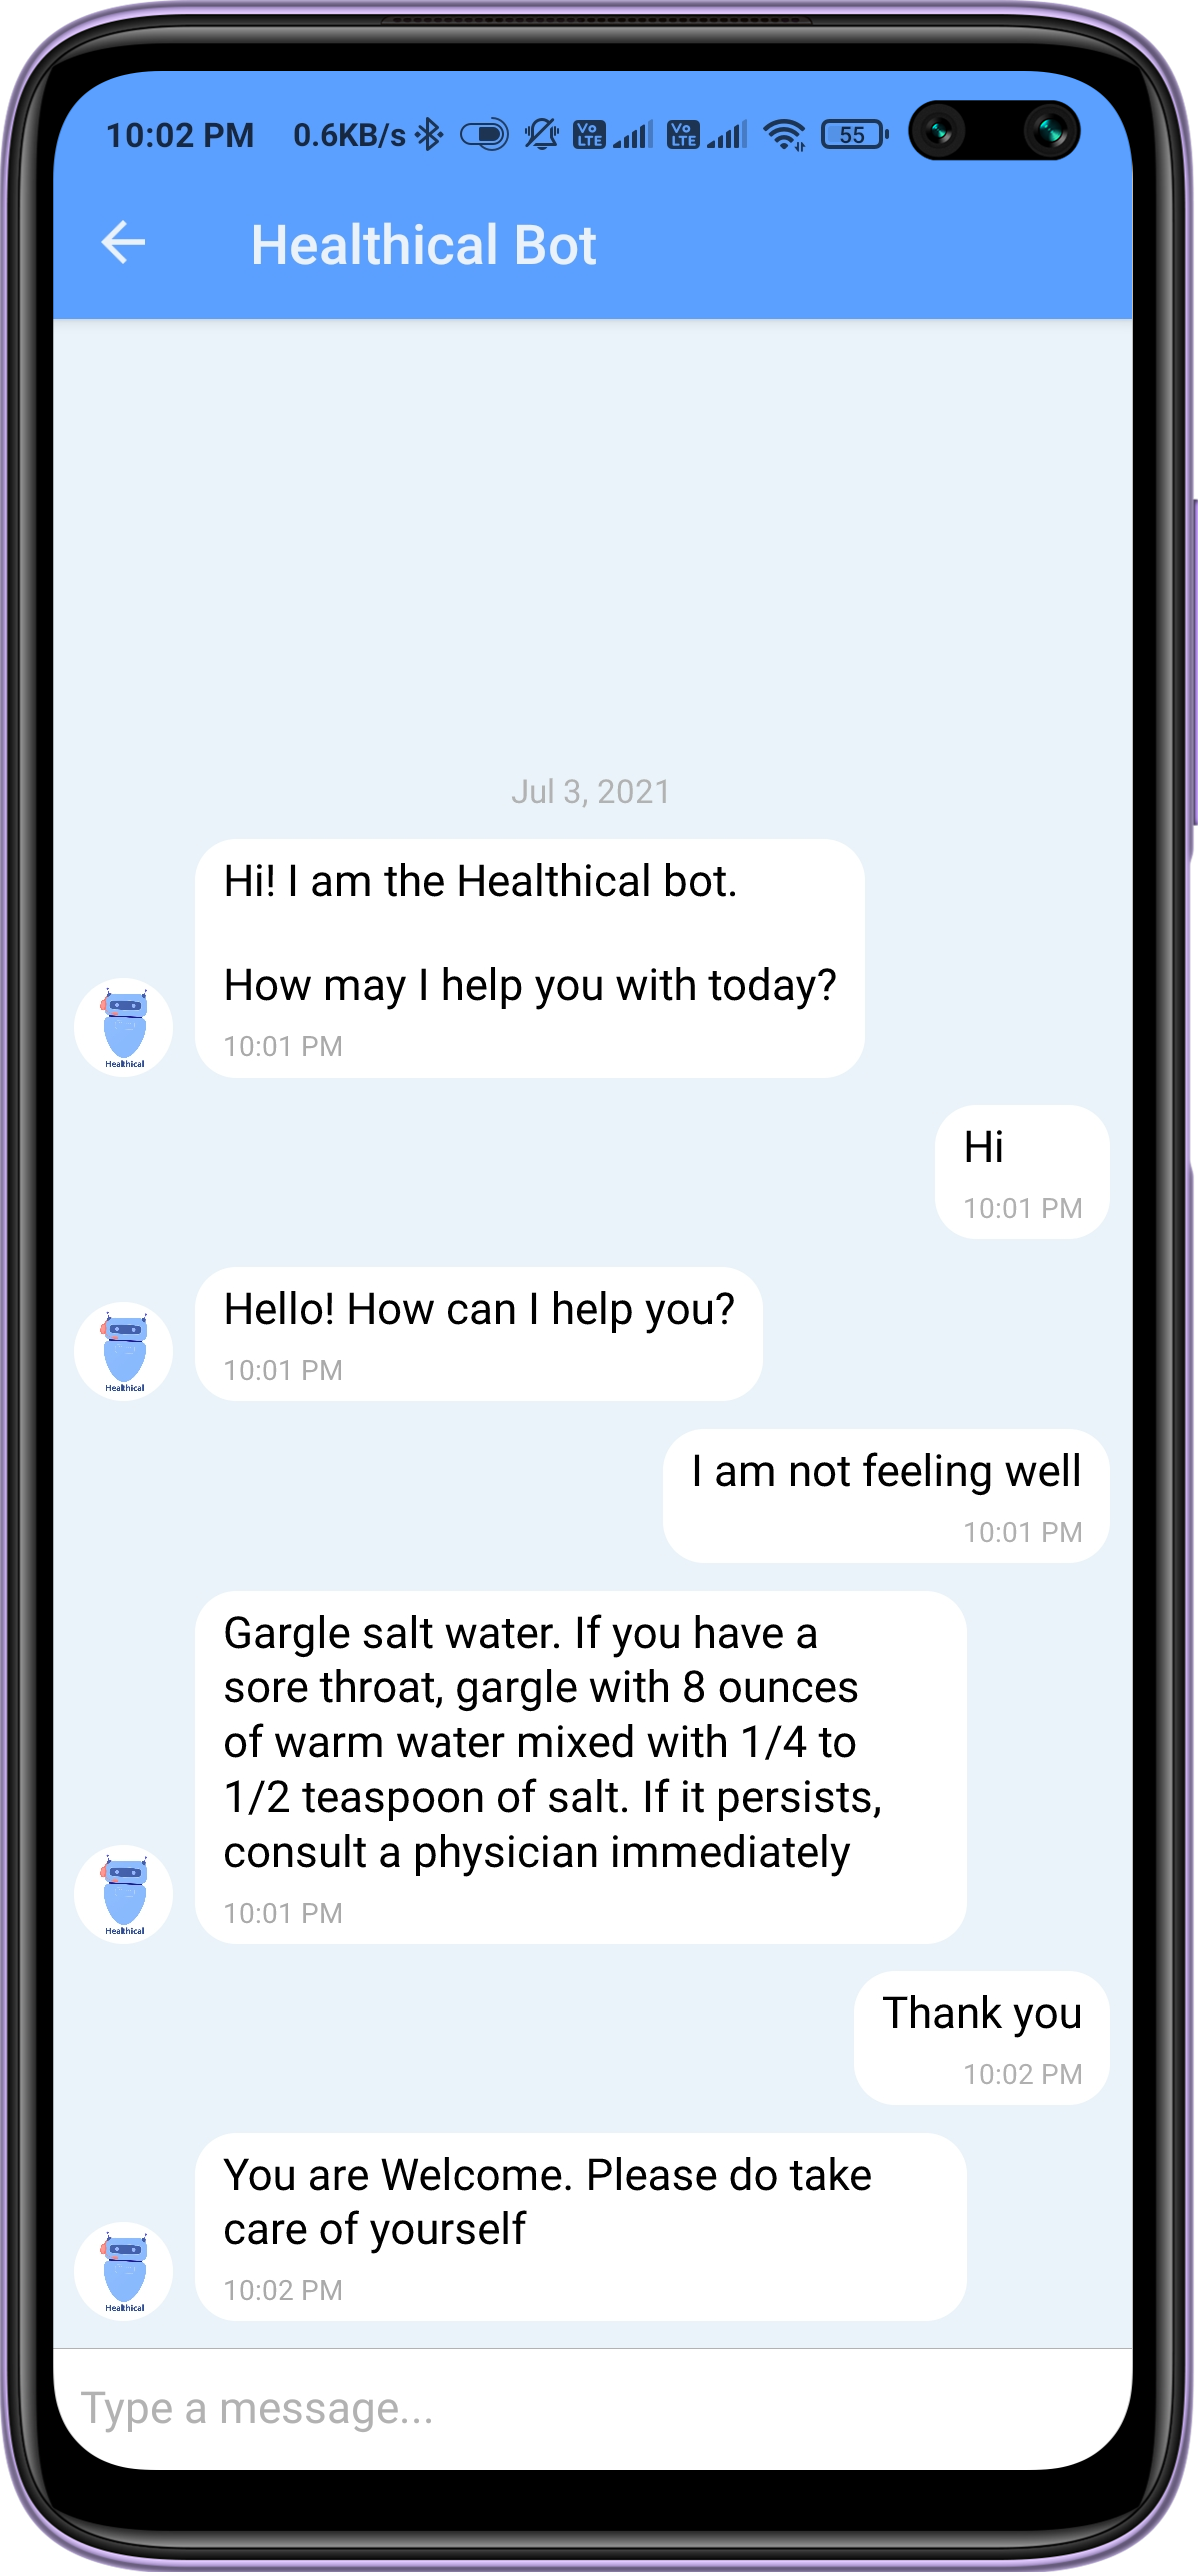 10:02 PM 0.6KB/s Vo LTE Vo LTE 55
Healthical Bot
Jul 3, 2021
Hi! I am the Healthical bot.
How may I help you with today?
10:01 PM
Healthical
Hi
10:01 PM
Hello! How can I help you?
10:01 PM
Healthical
I am not feeling well
10:01 PM
Gargle salt water. If you have a
sore throat, gargle with 8 ounces
of warm water mixed with 1/4 to
1/2 teaspoon of salt. If it persists,
consult a physician immediately
10:01 PM
Healthical
Thank you
10:02 PM
You are Welcome. Please do take
care of yourself
10:02 PM
Healthical
Type a message...